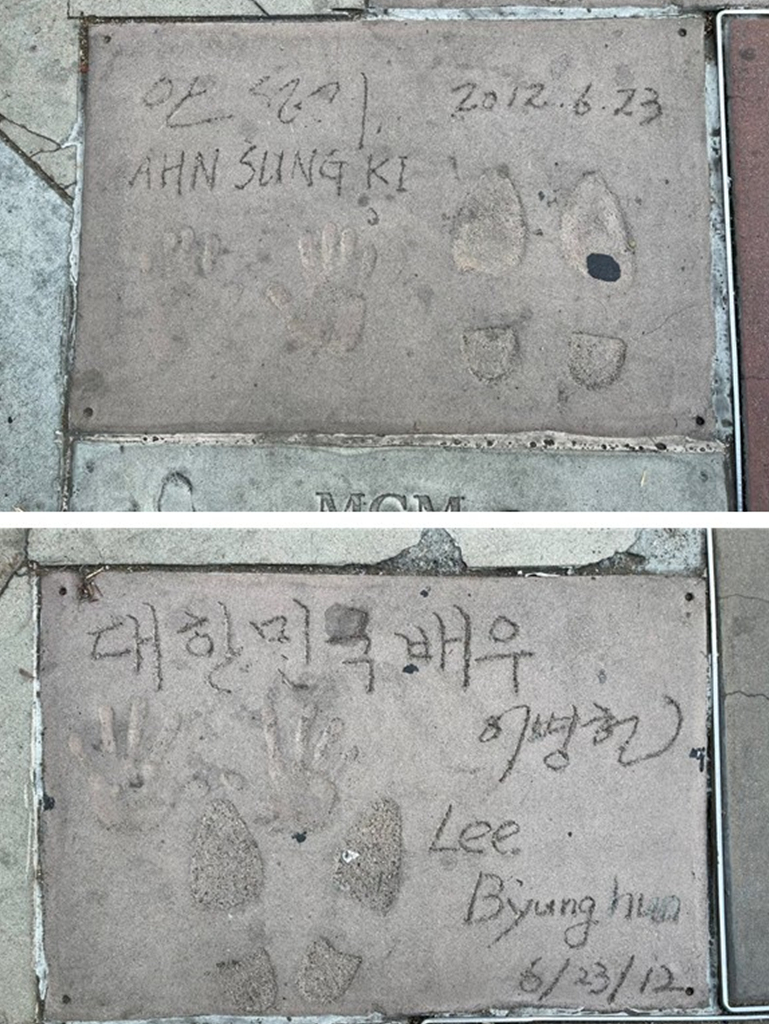 안성기 2012.6.23
AHN SUNG KI
MGM
대한민국 배우
이병헌
Lee
Byung hun
6/23/12